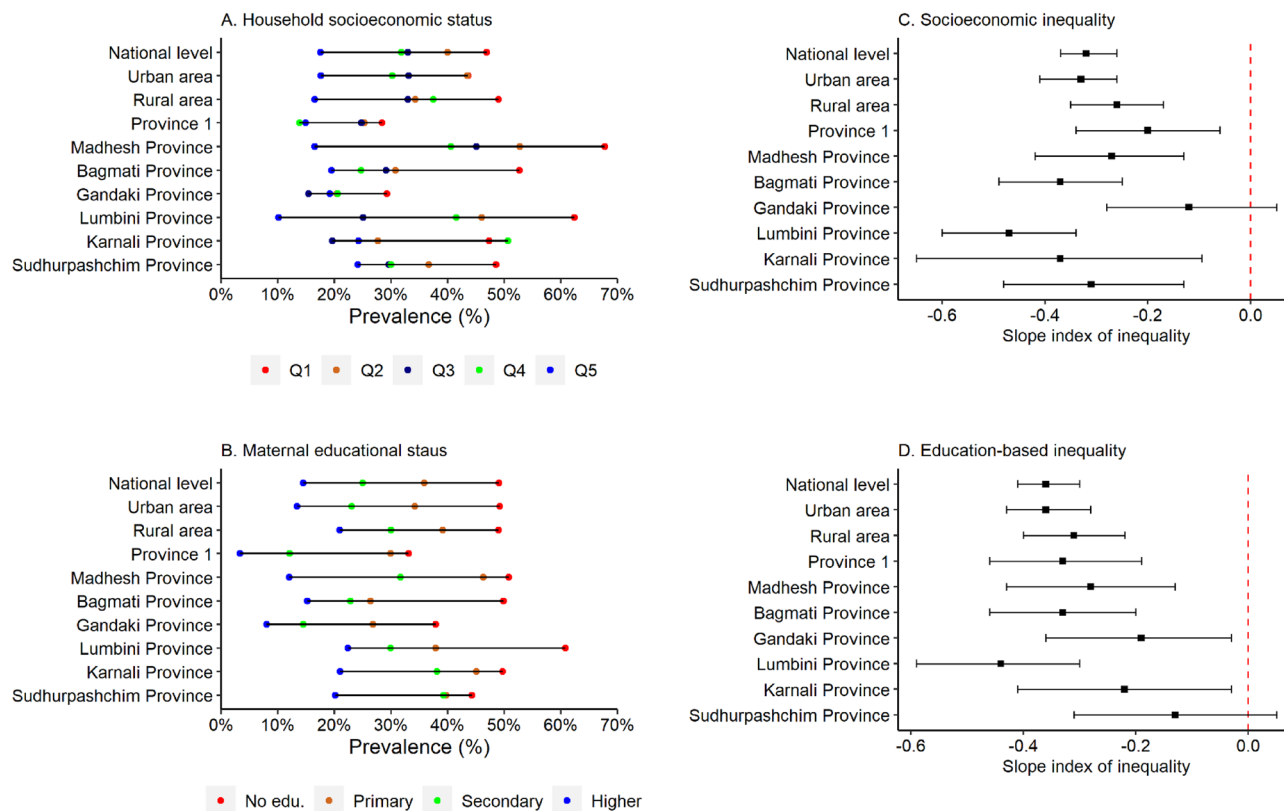 A. Household socioeconomic status
National level
Urban area
Rural area
Province 1
Madhesh Province
Bagmati Province
Gandaki Province
Lumbini Province
Karnali Province
Sudhurpashchim Province
0% 10% 20% 30% 40% 50% 60% 70%
Prevalence (%)
Q1 Q2 Q3 Q4 Q5
C. Socioeconomic inequality
National level
Urban area
Rural area
Province 1
Madhesh Province
Bagmati Province
Gandaki Province
Lumbini Province
Karnali Province
Sudhurpashchim Province
-0.6 -0.4 -0.2 0.0
Slope index of inequality
B. Maternal educational staus
National level
Urban area
Rural area
Province 1
Madhesh Province
Bagmati Province
Gandaki Province
Lumbini Province
Karnali Province
Sudhurpashchim Province
0% 10% 20% 30% 40% 50% 60% 70%
Prevalence (%)
No edu. Primary Secondary Higher
D. Education-based inequality
National level
Urban area
Rural area
Province 1
Madhesh Province
Bagmati Province
Gandaki Province
Lumbini Province
Karnali Province
Sudhurpashchim Province
-0.6 -0.4 -0.2 0.0
Slope index of inequality